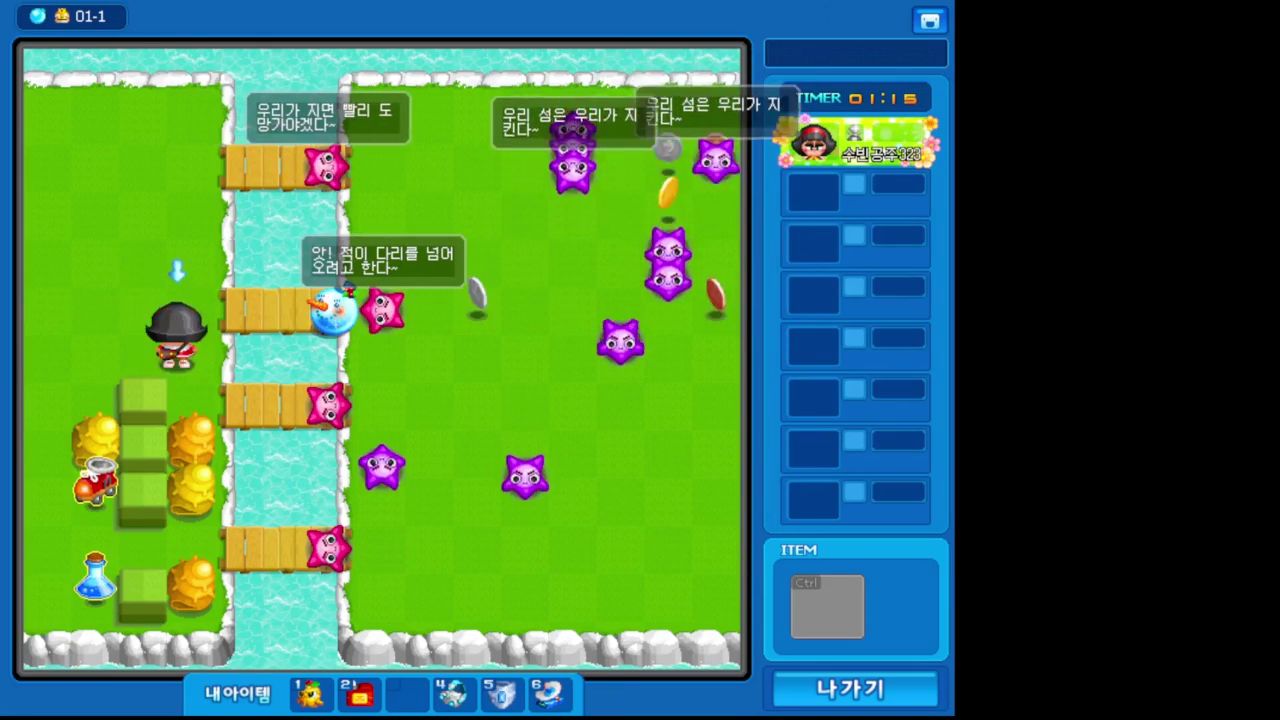 01-1
우리가 지면 빨리 도
망가야겠다~
우리 섬은 우리가 지
킨다~
우리 섬은 우리가 지
킨다~
TIMER 01:15
수빈공주323
앗! 적이 다리를 넘어
오려고 한다~
ITEM
Ctrl
내아이템
1
2
4
5
6
나가기